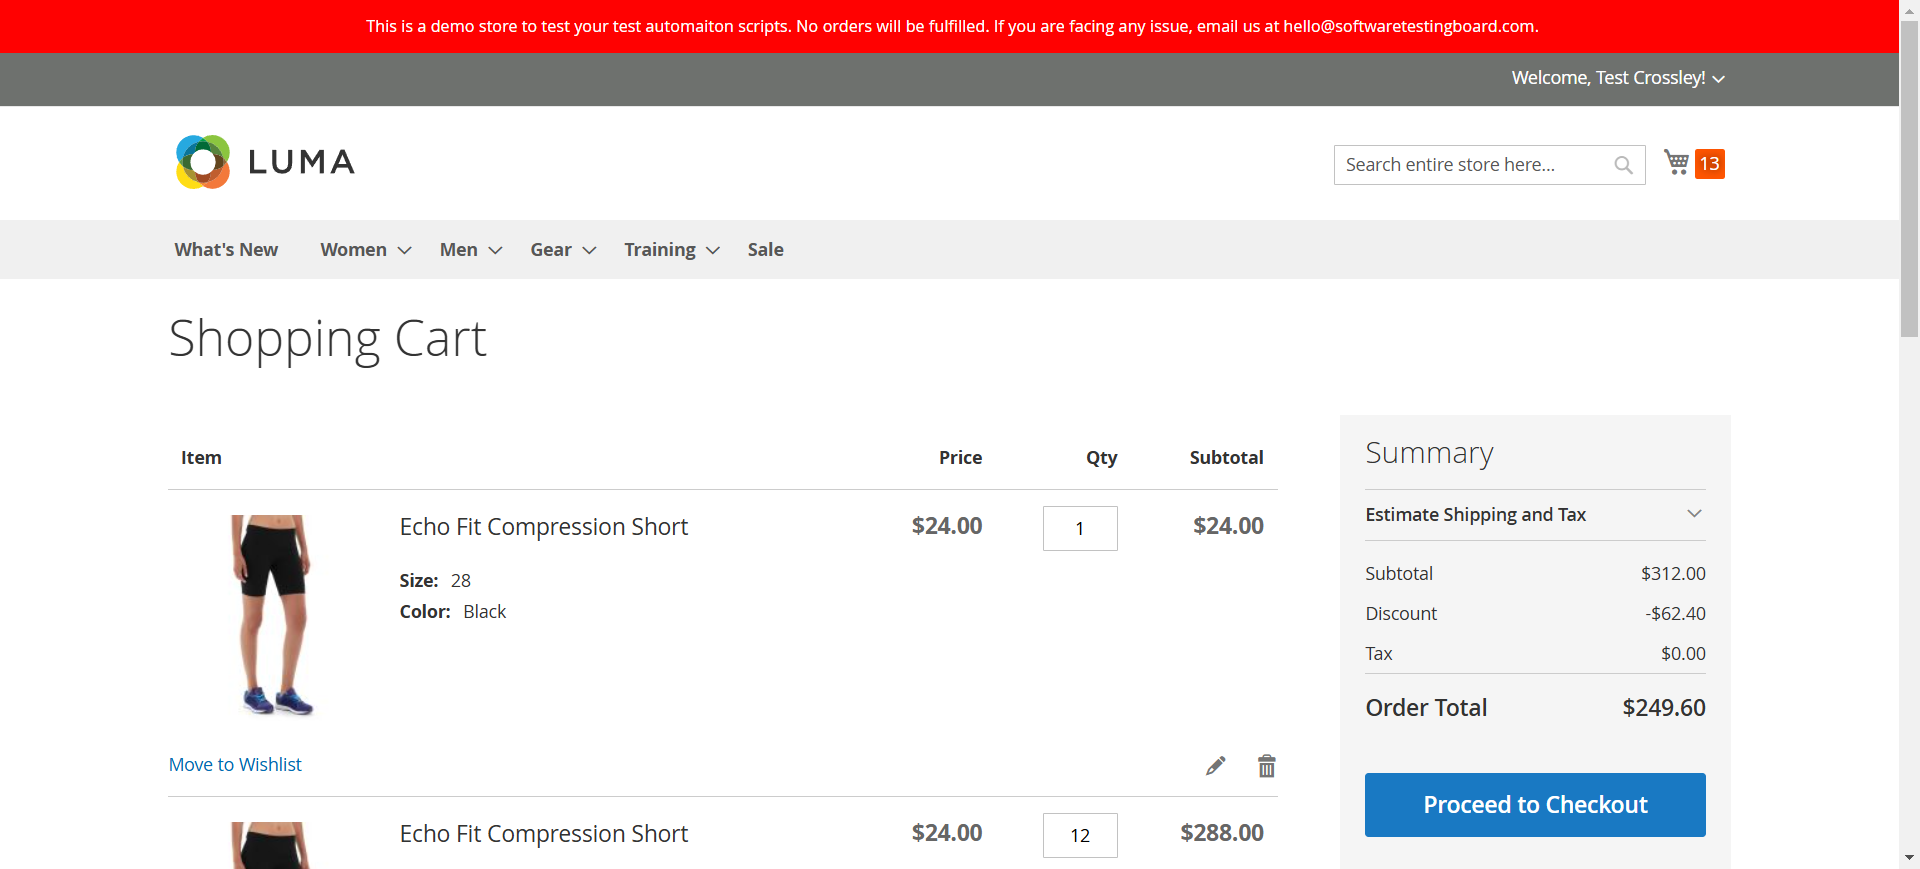 This is a demo store to test your test automaiton scripts. No orders will be fulfilled. If you are facing any issue, email us at hello@softwaretestingboard.com.
Welcome, Test Crossley!
LUMA
Search entire store here...
13
What's New Women Men Gear Training Sale
Shopping Cart
Item Price Qty Subtotal
Echo Fit Compression Short $24.00 1 $24.00
Size: 28
Color: Black
Move to Wishlist
Echo Fit Compression Short $24.00 12 $288.00
Summary
Estimate Shipping and Tax
Subtotal $312.00
Discount -$62.40
Tax $0.00
Order Total $249.60
Proceed to Checkout